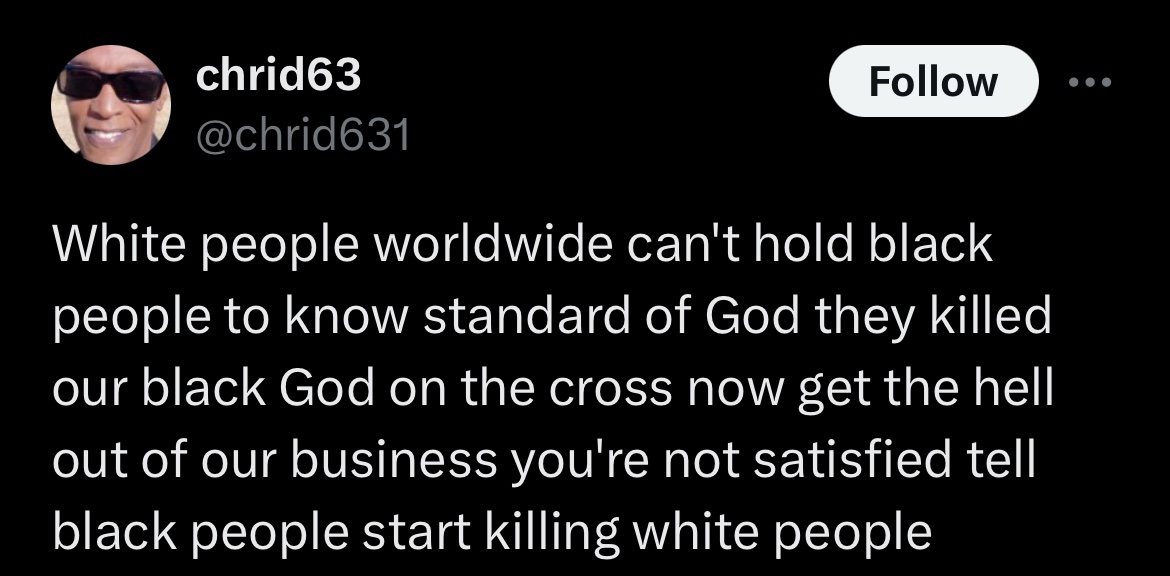 chrid63
Follow
@chrid631
White people worldwide can't hold black
people to know standard of God they killed
our black God on the cross now get the hell
out of our business you're not satisfied tell
black people start killing white people